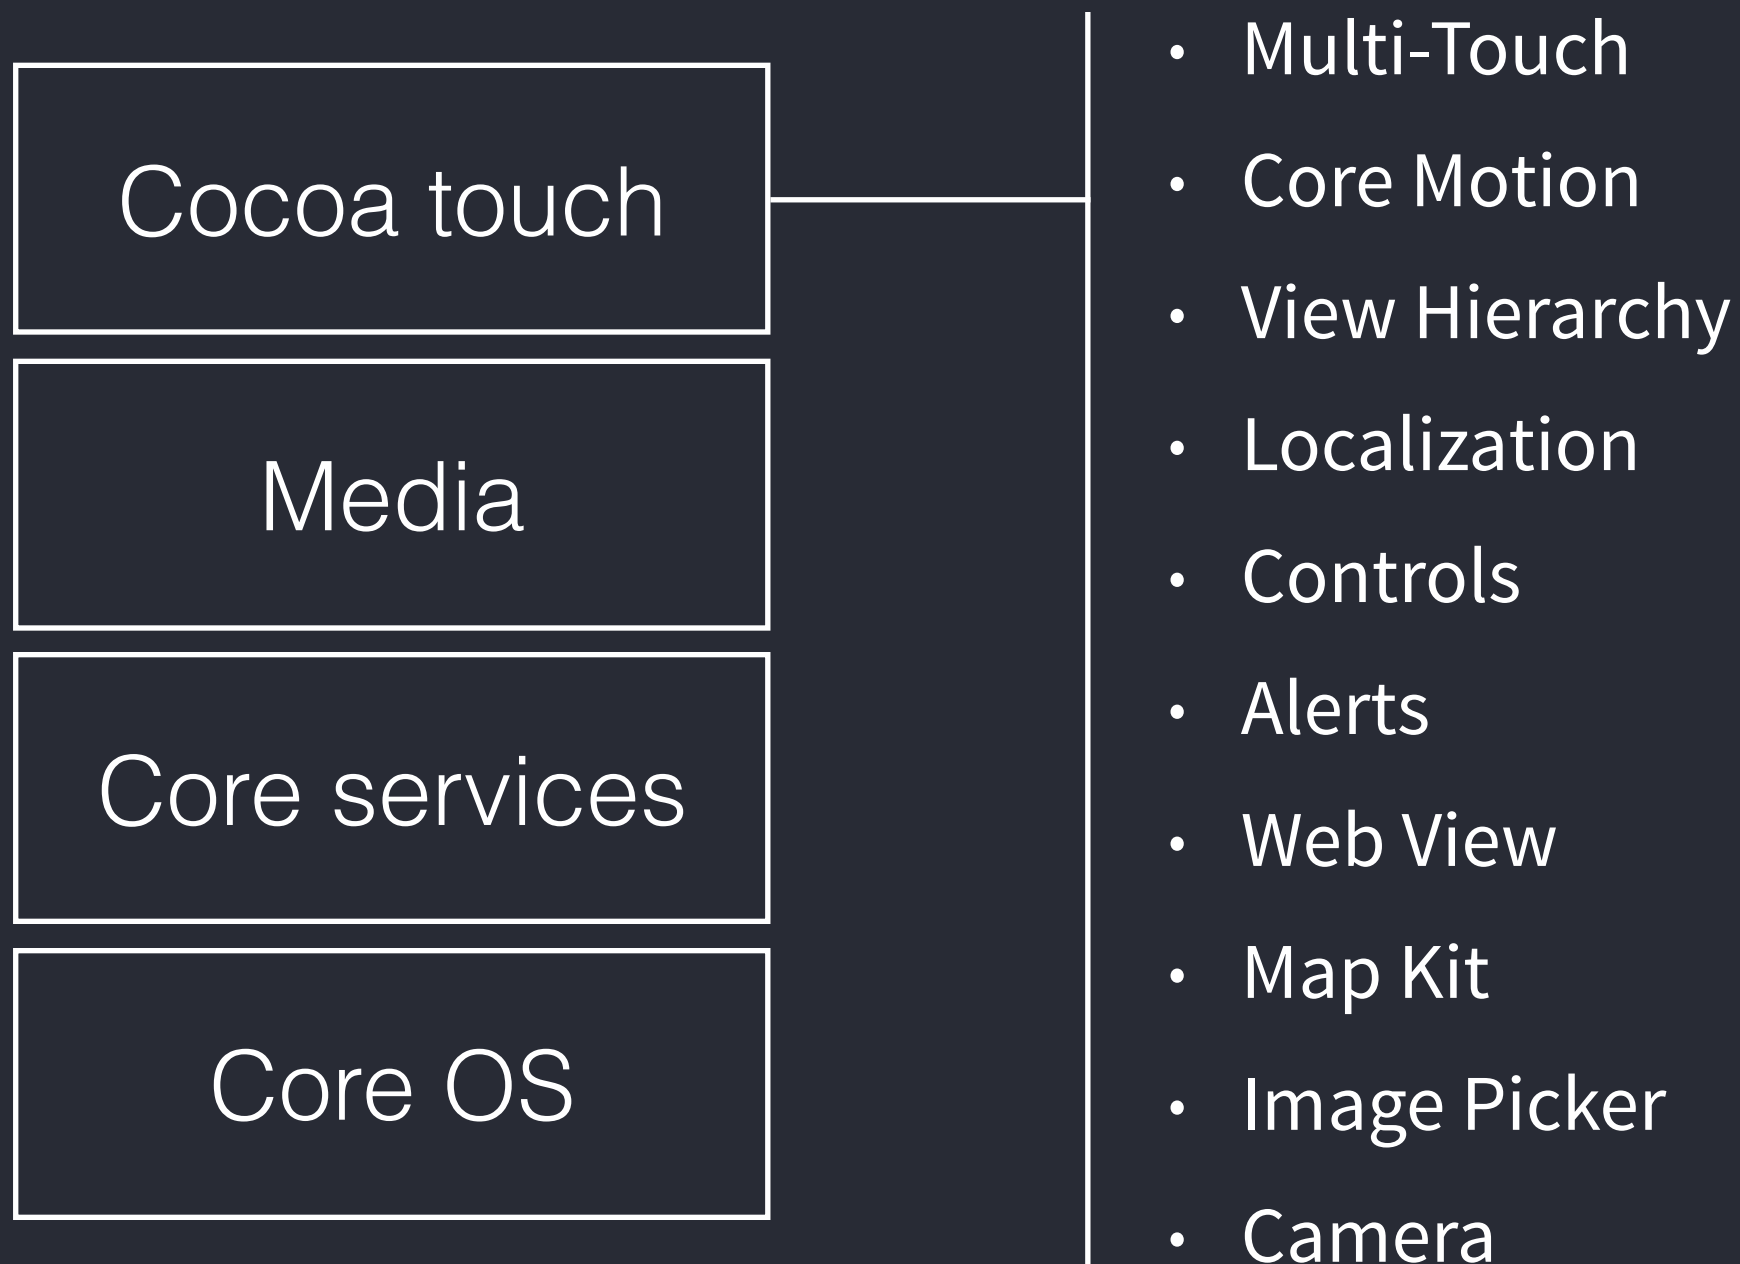 Cocoa touch
Media
Core services
Core OS
• Multi-Touch
• Core Motion
• View Hierarchy
• Localization
• Controls
• Alerts
• Web View
• Map Kit
• Image Picker
• Camera